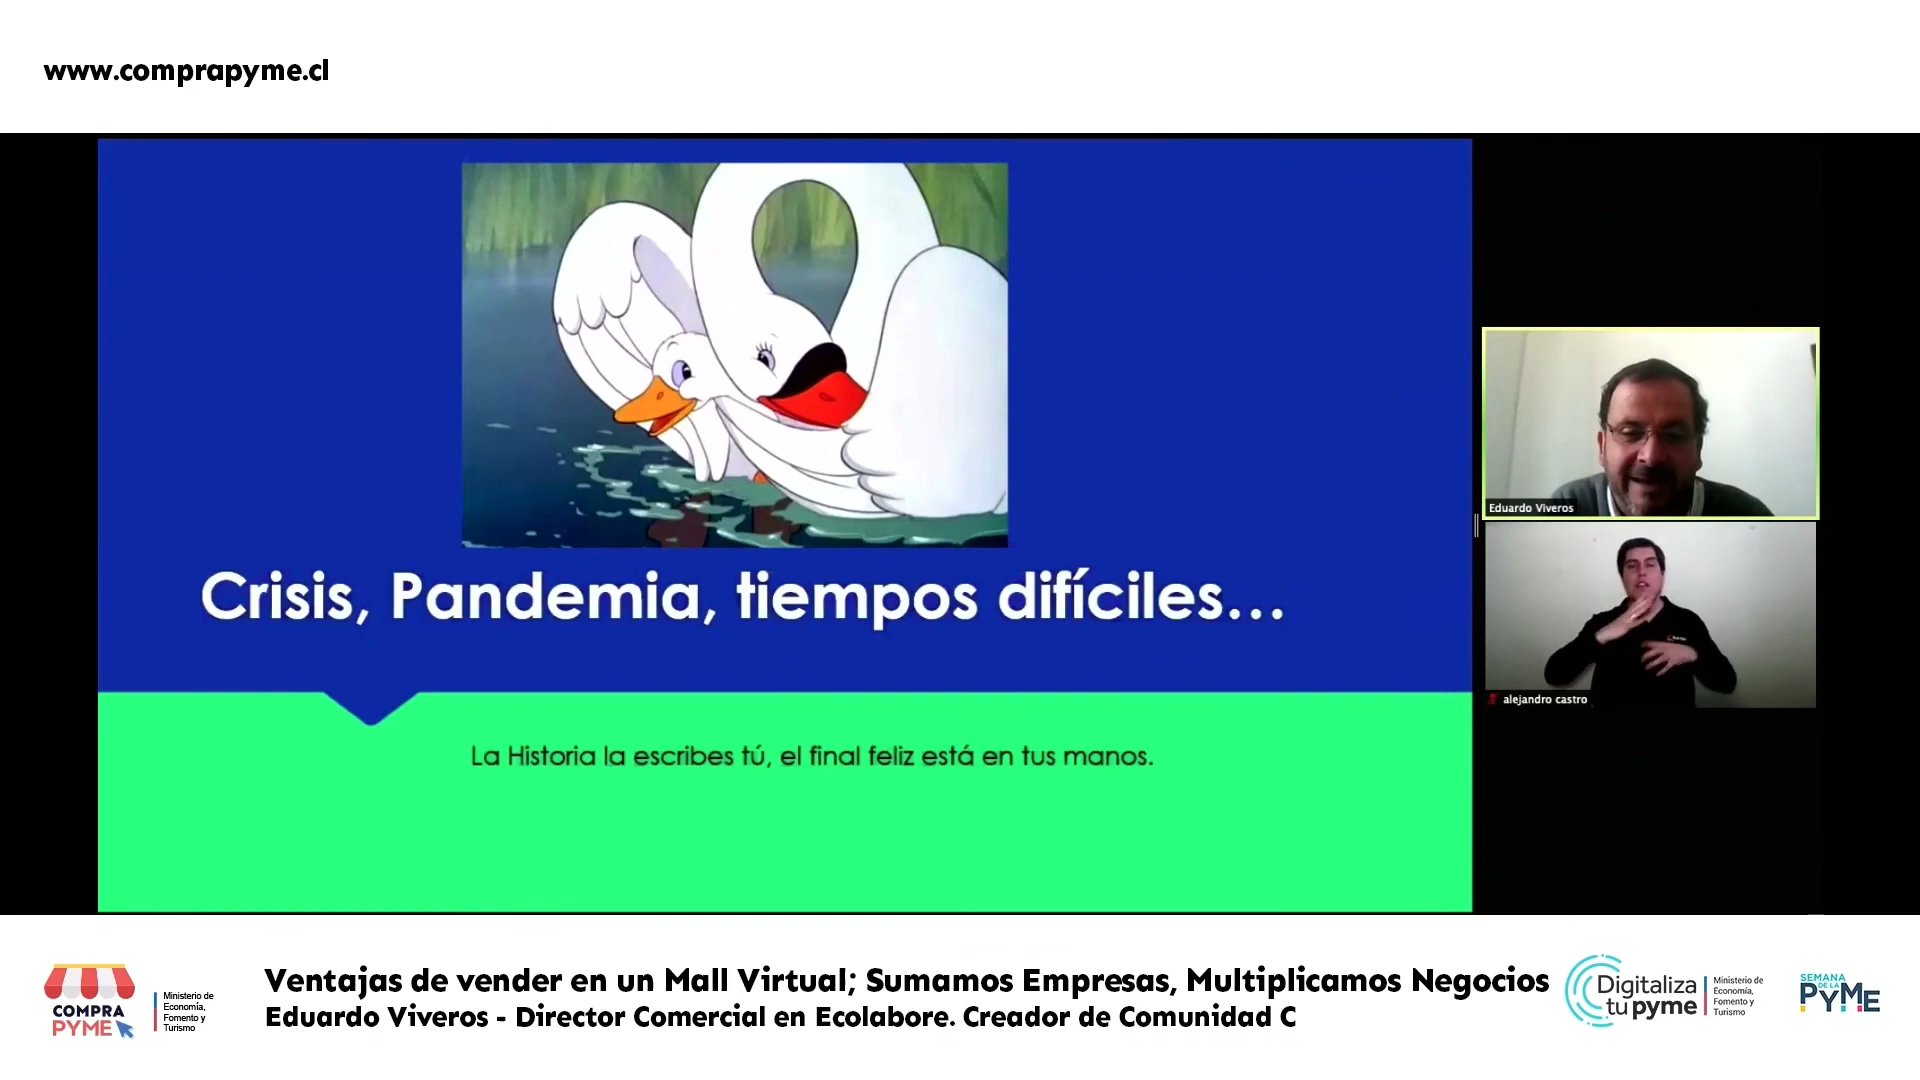 www.comprapyme.cl
Crisis, Pandemia, tiempos difíciles...
La Historia la escribes tú, el final feliz está en tus manos.
Eduardo Viveros
alejandro castro
COMPRA
PYME
Ministerio de
Economía,
Fomento y
Turismo
Ventajas de vender en un Mall Virtual; Sumamos Empresas, Multiplicamos Negocios
Eduardo Viveros - Director Comercial en Ecolabore. Creador de Comunidad C
Digitaliza
tu pyme
Ministerio de
Economía,
Fomento y
Turismo
SEMANA
DE LA
PYME